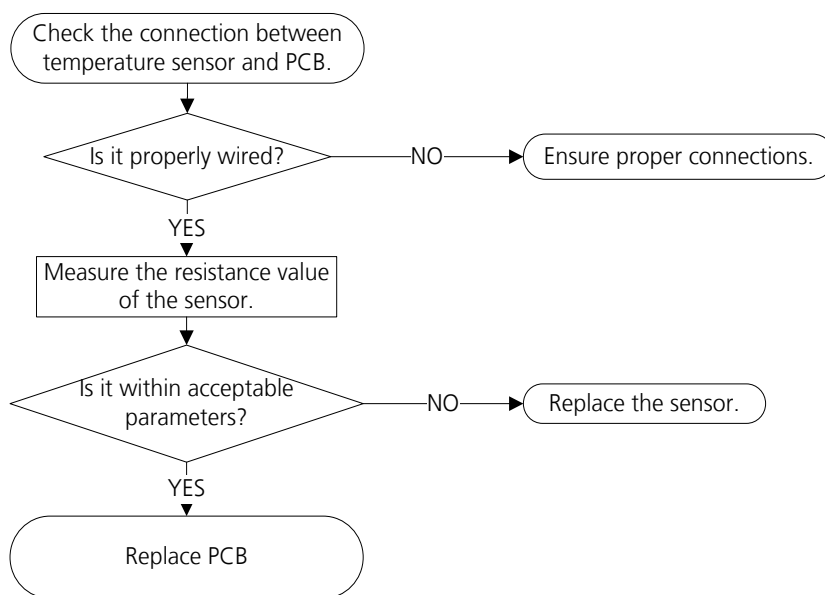 Check the connection between
temperature sensor and PCB.
Is it properly wired?
NO
Ensure proper connections.
YES
Measure the resistance value
of the sensor.
Is it within acceptable
parameters?
NO
Replace the sensor.
YES
Replace PCB